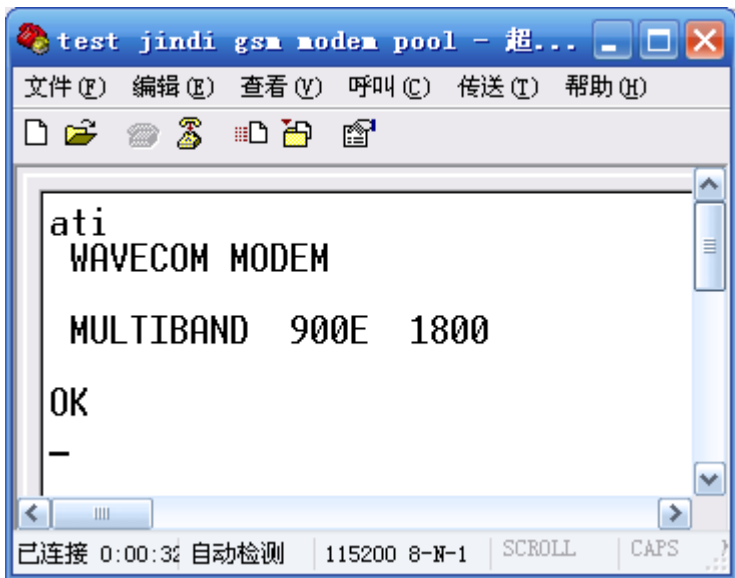 test jindi gsm modem pool - 超...
文件(F) 编辑(E) 查看(V) 呼叫(C) 传送(T) 帮助(H)
ati
WAVECOM MODEM
MULTIBAND 900E 1800
OK
_
已连接 0:00:32 自动检测 115200 8-N-1 SCROLL CAPS